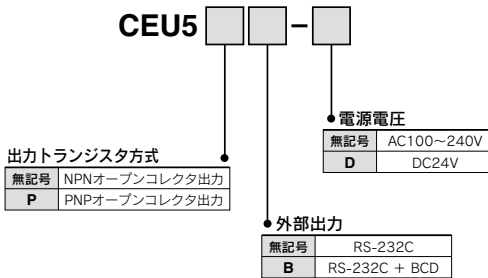 CEU5 □□-□
電源電圧
無記号 AC100~240V
D DC24V
出力トランジスタ方式
無記号 NPNオープンコレクタ出力
P PNPオープンコレクタ出力
外部出力
無記号 RS-232C
B RS-232C + BCD